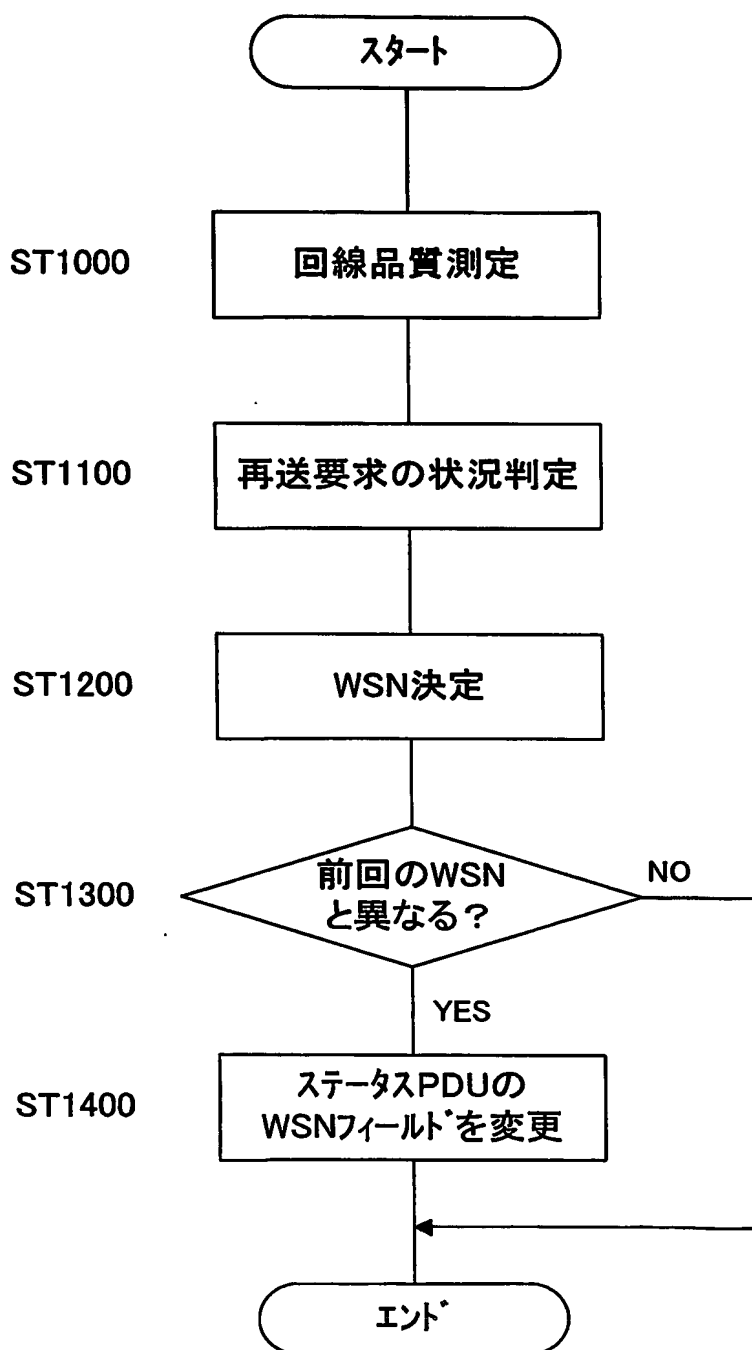 スタート
ST1000
回線品質測定
ST1100
再送要求の状況判定
ST1200
WSN決定
ST1300
前回のWSN
と異なる？
NO
YES
ST1400
ステータスPDUの
WSNフィールドを変更
エンド